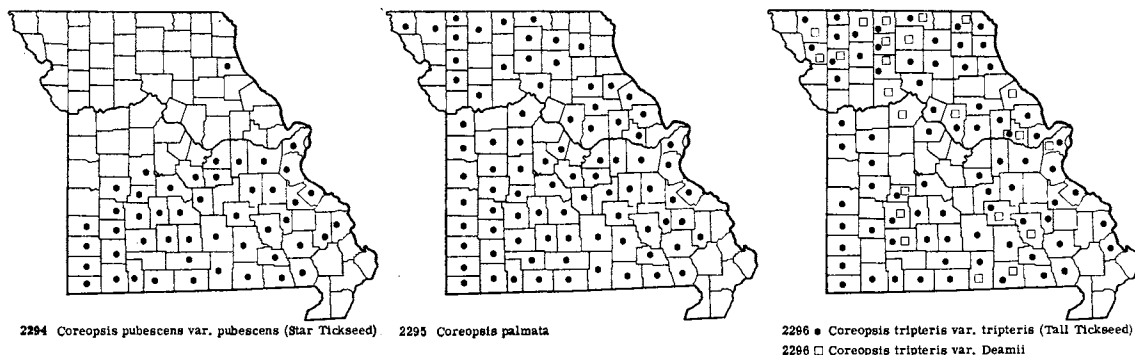 2294 Coreopsis pubescens var. pubescens (Star Tickseed)
2295 Coreopsis palmata
2296 ● Coreopsis tripteris var. tripteris (Tall Tickseed)
2296 □ Coreopsis tripteris var. Deamii